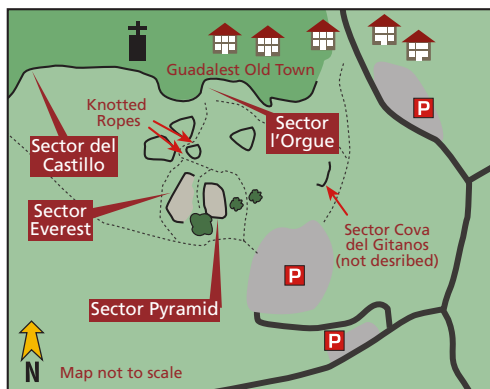 Guadalest Old Town
P
Knotted
Ropes
Sector
l'Orgue
Sector del
Castillo
Sector
Everest
Sector Cova
del Gitanos
(not desribed)
P
Sector Pyramid
P
N
Map not to scale